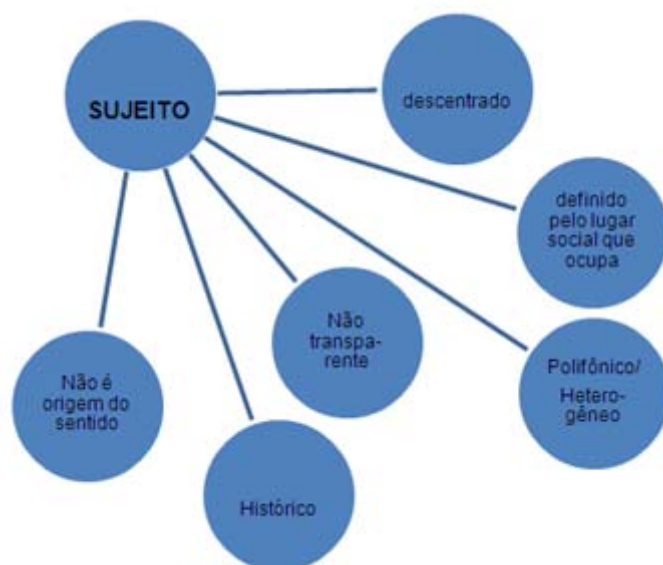 SUJEITO
descentrado
definido
pelo lugar
social que
ocupa
Não
transpa-
rente
Polifônico/
Hetero-
gêneo
Não é
origem do
sentido
Histórico